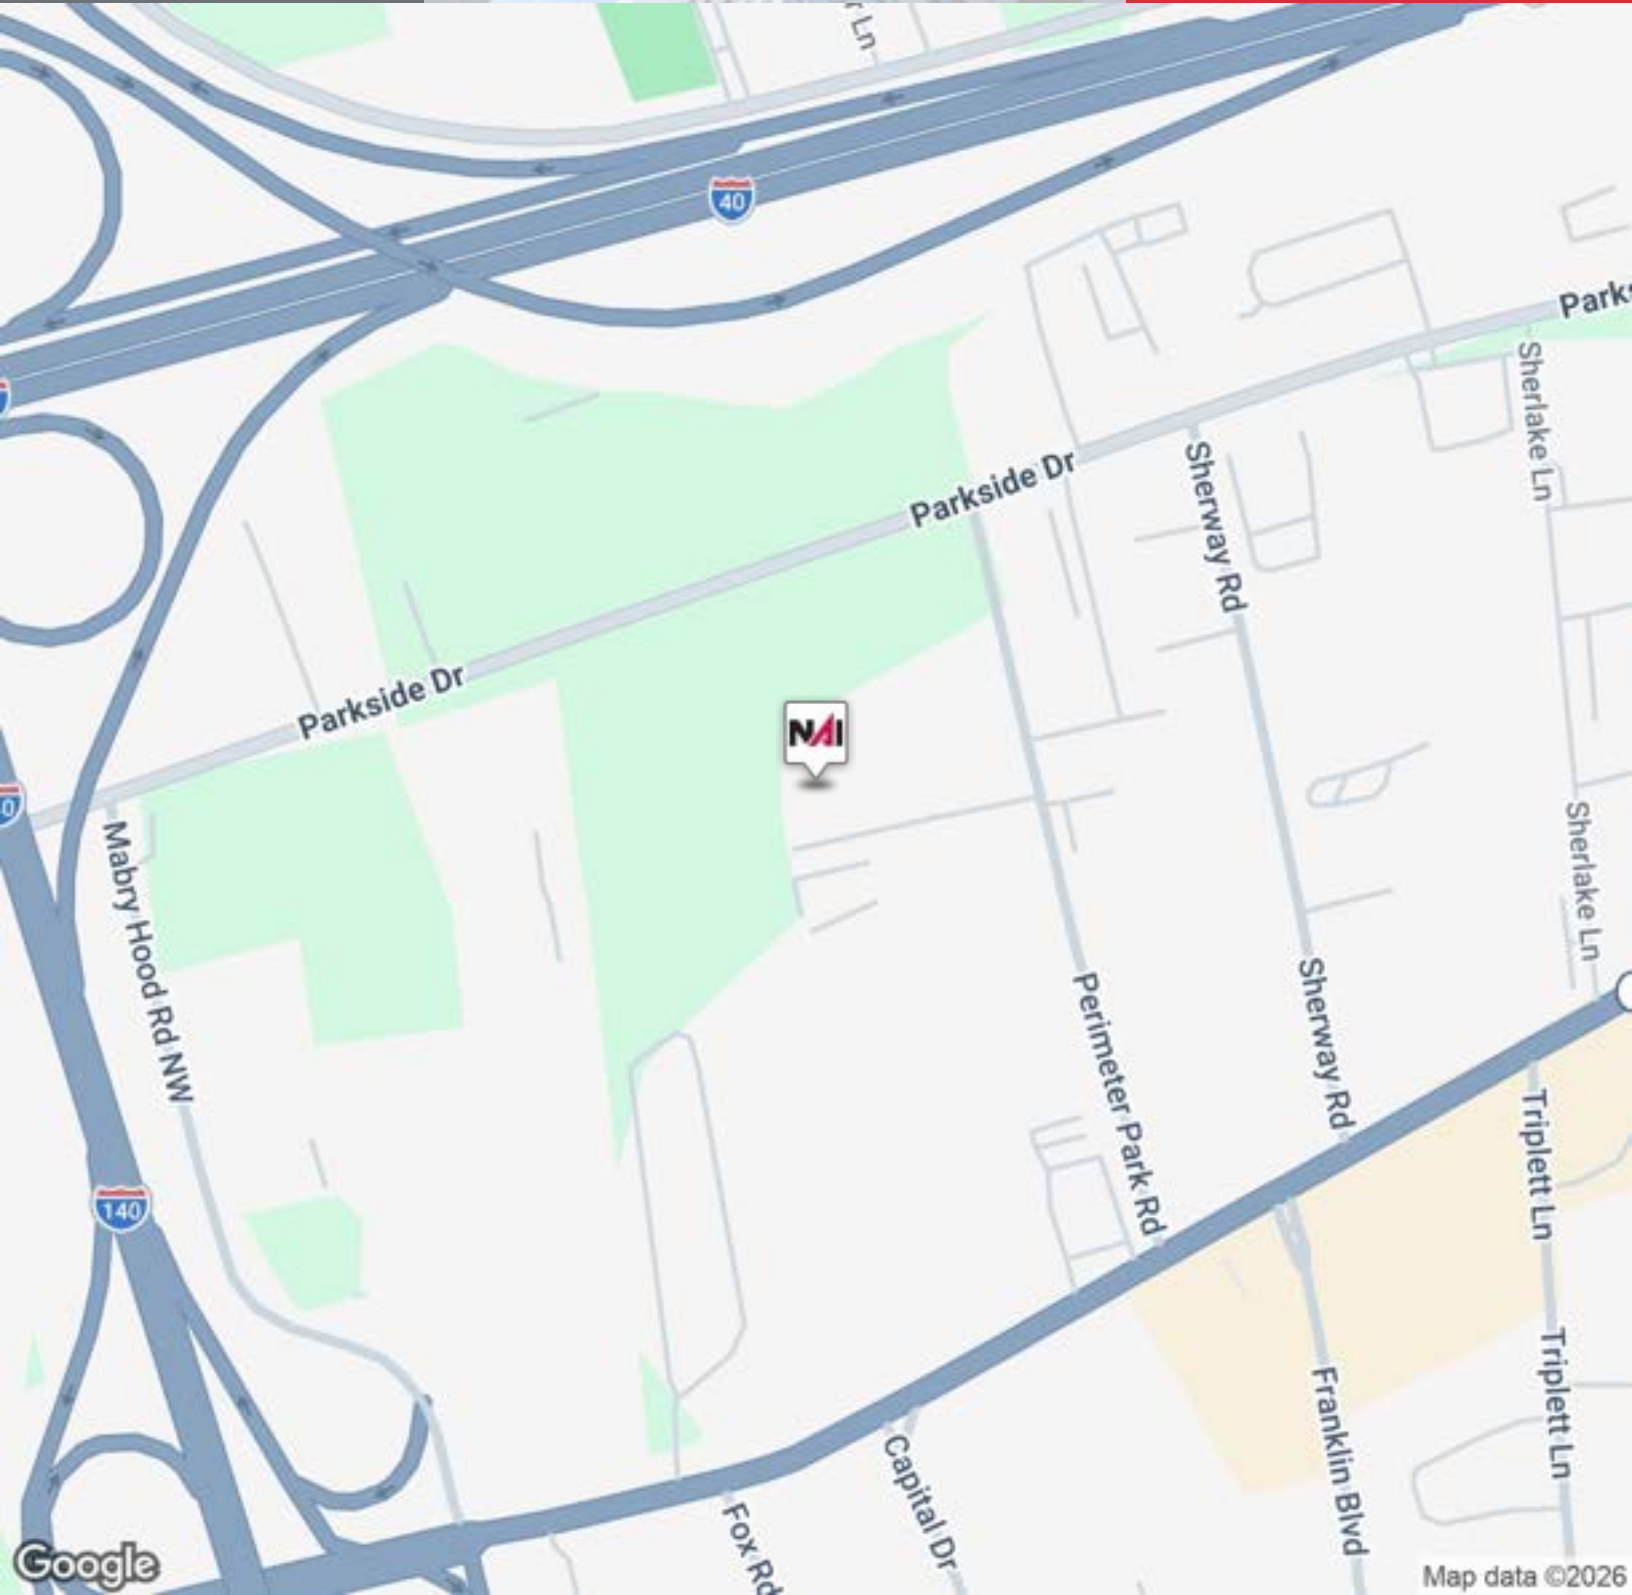 r Ln
40
Parks
Sherlake Ln
Parkside Dr
Sherway Rd
Parkside Dr
NAI
0
Mabry Hood Rd NW
Sherlake Ln
Perimeter Park Rd
Sherway Rd
Triplett Ln
140
Triplett Ln
Franklin Blvd
Capital Dr
Fox Rd
Google
Map data ©2026